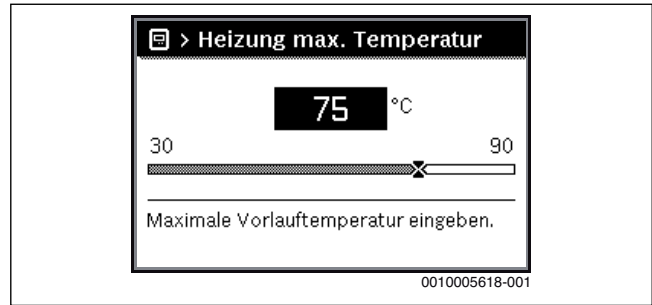 > Heizung max. Temperatur
75 °C
30 90
Maximale Vorlauftemperatur eingeben.
0010005618-001